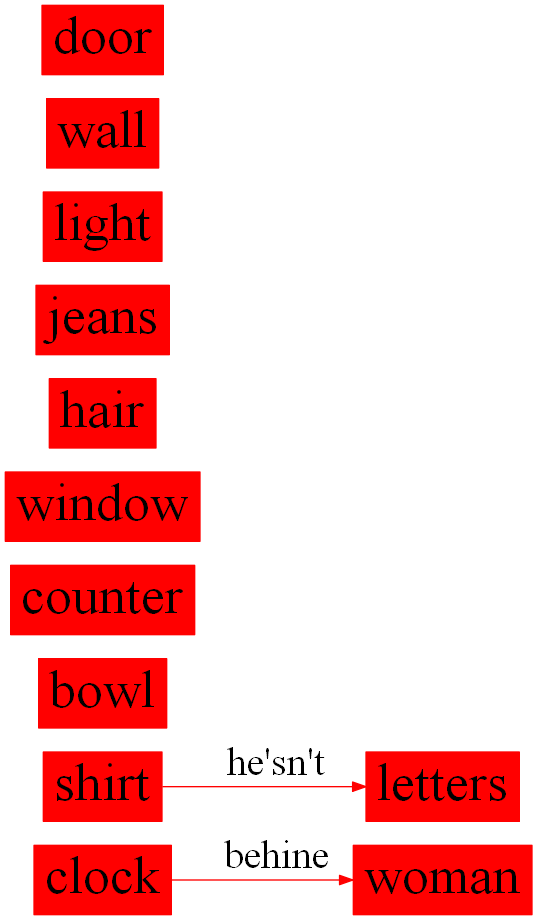 door
wall
light
jeans
hair
window
counter
bowl
shirt he'sn't letters
clock behine woman